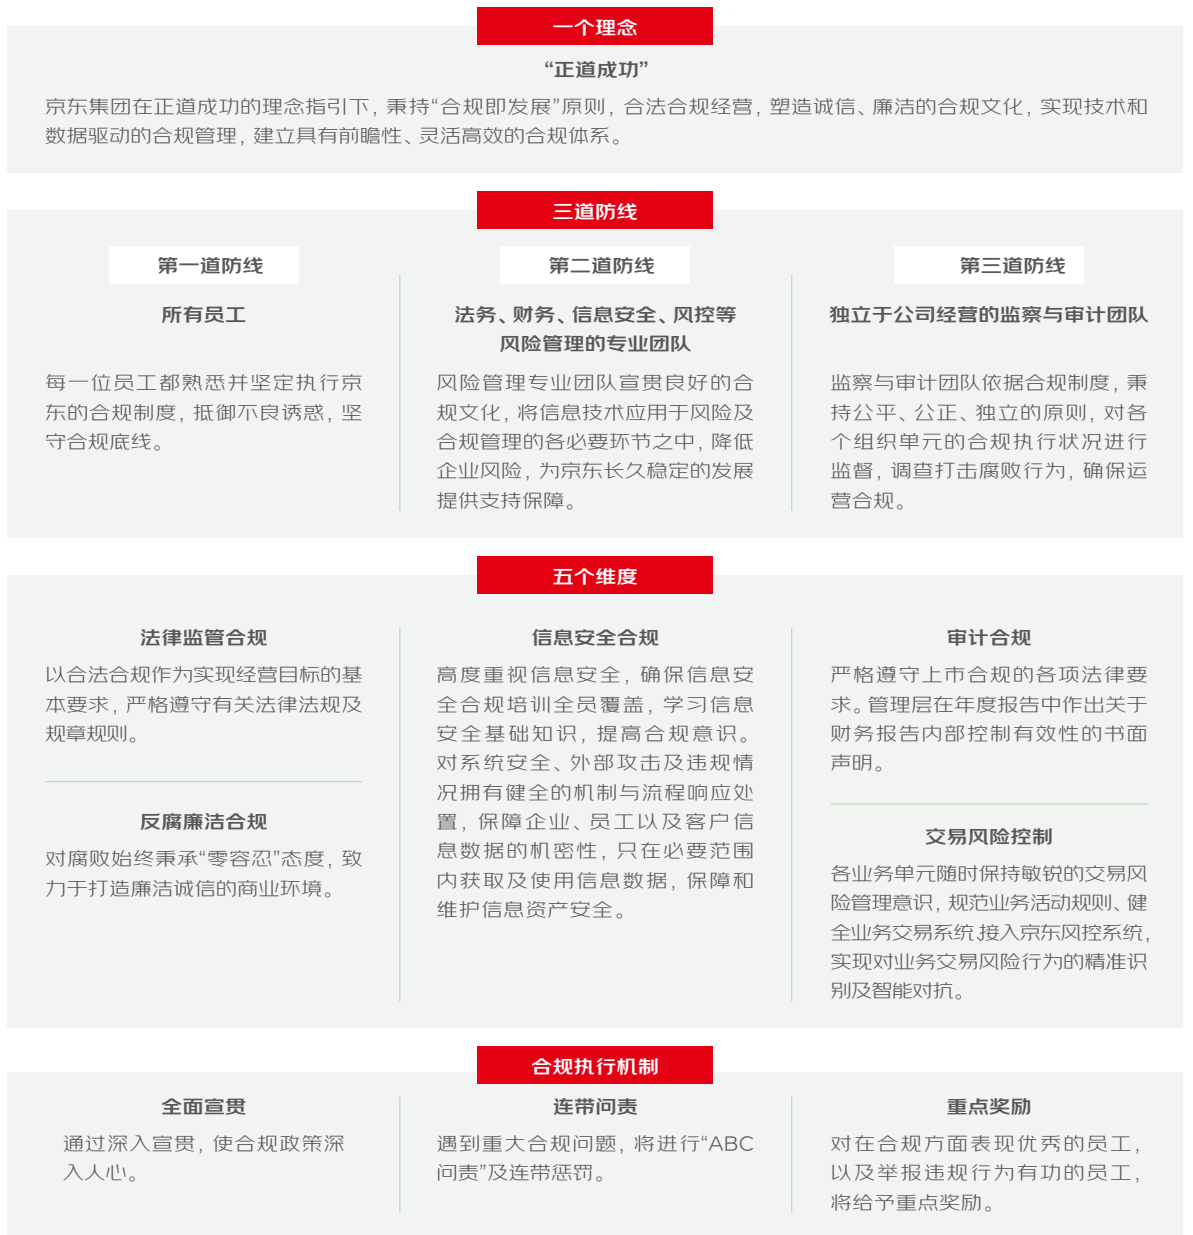 一个理念
“正道成功”
京东集团在正道成功的理念指引下，秉持“合规即发展”原则，合法合规经营，塑造诚信、廉洁的合规文化，实现技术和
数据驱动的合规管理，建立具有前瞻性、灵活高效的合规体系。
三道防线
第一道防线
所有员工
每一位员工都熟悉并坚定执行京
东的合规制度，抵御不良诱惑，坚
守合规底线。
第二道防线
法务、财务、信息安全、风控等
风险管理的专业团队
风险管理专业团队宣贯良好的合
规文化，将信息技术应用于风险及
合规管理的各必要环节之中，降低
企业风险，为京东长久稳定的发展
提供支持保障。
第三道防线
独立于公司经营的监察与审计团队
监察与审计团队依据合规制度，秉
持公平、公正、独立的原则，对各
个组织单元的合规执行状况进行
监督，调查打击腐败行为，确保运
营合规。
五个维度
法律监管合规
以合法合规作为实现经营目标的基
本要求，严格遵守有关法律法规及
规章规则。
反腐廉洁合规
对腐败始终秉承“零容忍”态度，致
力于打造廉洁诚信的商业环境。
信息安全合规
高度重视信息安全，确保信息安
全合规培训全员覆盖，学习信息
安全基础知识，提高合规意识。
对系统安全、外部攻击及违规情
况拥有健全的机制与流程响应处
置，保障企业、员工以及客户信
息数据的机密性，只在必要范围
内获取及使用信息数据，保障和
维护信息资产安全。
审计合规
严格遵守上市合规的各项法律要
求。管理层在年度报告中作出关于
财务报告内部控制有效性的书面
声明。
交易风险控制
各业务单元随时保持敏锐的交易风
险管理意识，规范业务活动规则、健
全业务交易系统、接入京东风控系统，
实现对业务交易风险行为的精准识
别及智能对抗。
合规执行机制
全面宣贯
通过深入宣贯，使合规政策深
入人心。
连带问责
遇到重大合规问题，将进行“ABC
问责”及连带惩罚。
重点奖励
对在合规方面表现优秀的员工，
以及举报违规行为有功的员工，
将给予重点奖励。